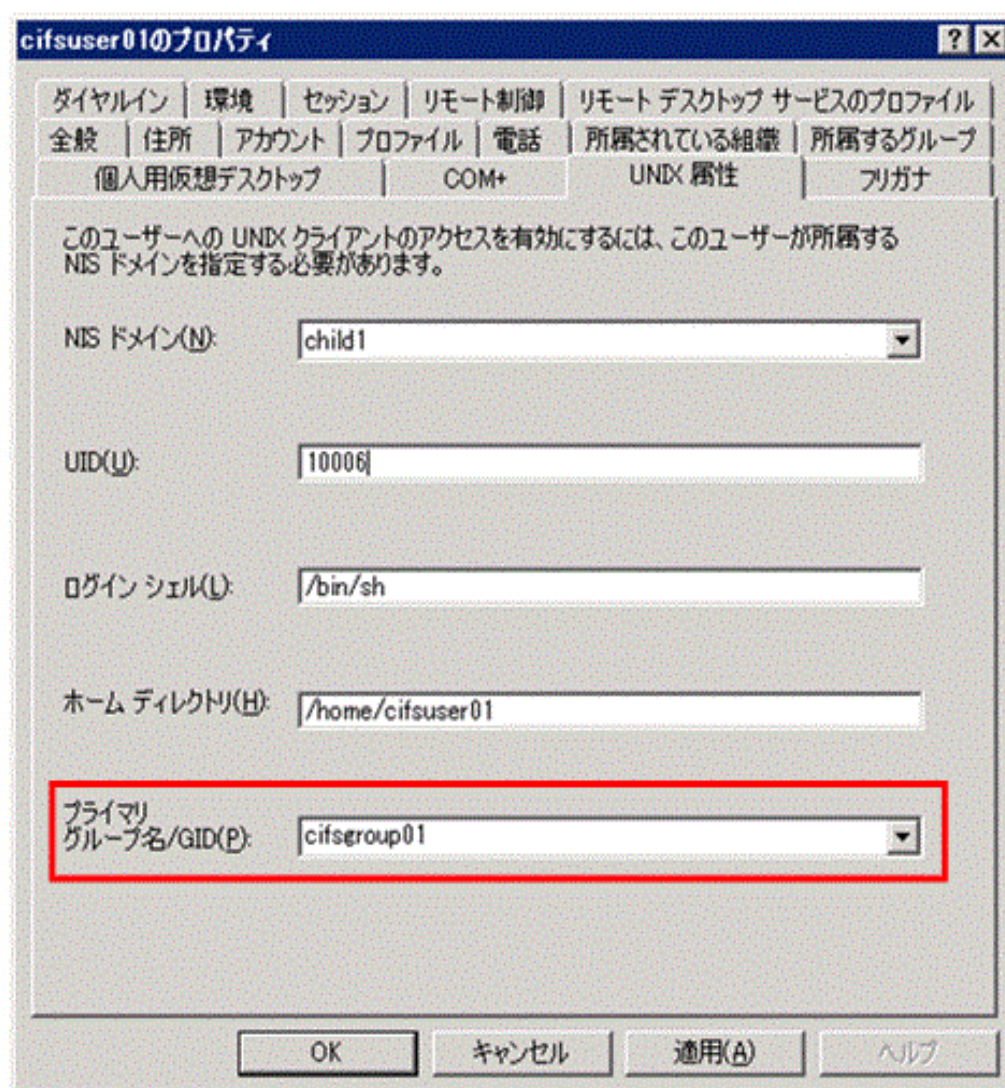 cifsuser01のプロパティ
ダイヤルイン 環境 セッション リモート制御 リモート デスクトップ サービスのプロファイル
全般 住所 アカウント プロファイル 電話 所属されている組織 所属するグループ
個人用仮想デスクトップ COM+ UNIX 属性 フリガナ
このユーザーへの UNIX クライアントのアクセスを有効にするには、このユーザーが所属する
NIS ドメインを指定する必要があります。
NIS ドメイン(N): child1
UID(U): 10006
ログイン シェル(L): /bin/sh
ホーム ディレクトリ(H): /home/cifsuser01
プライマリ
グループ名/GID(P): cifsgroup01
OK キャンセル 適用(A) ヘルプ